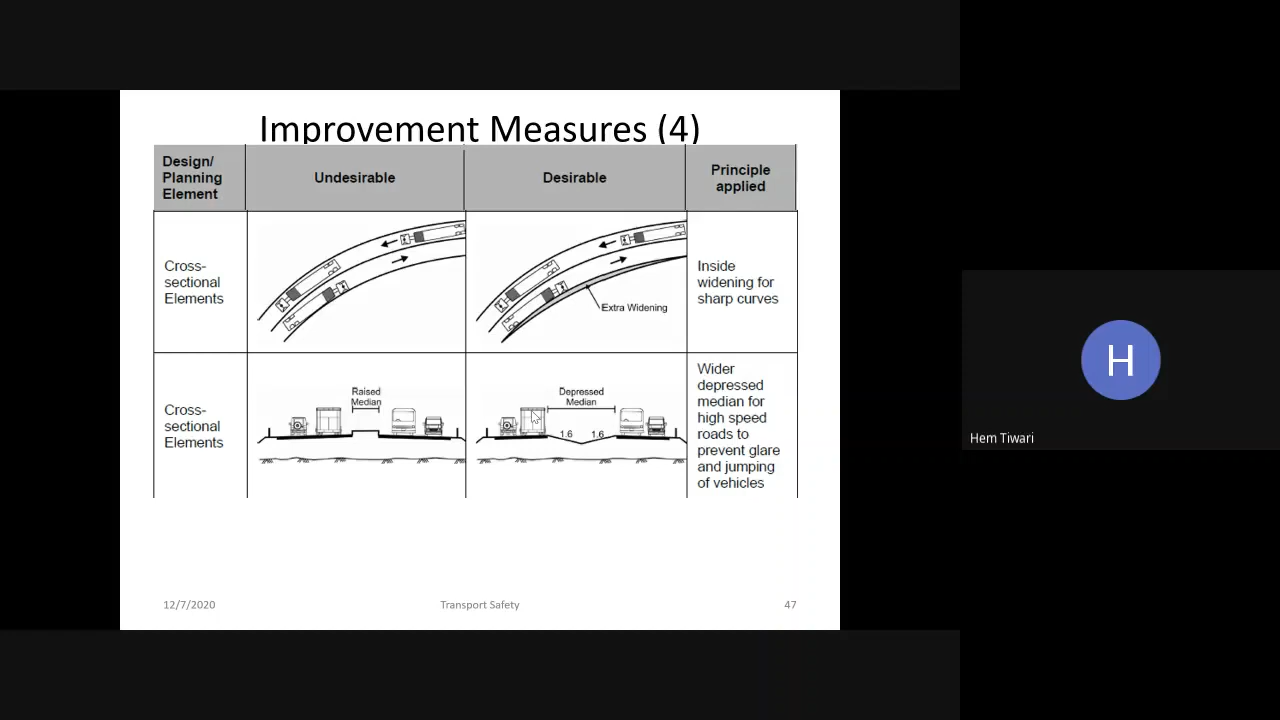 Improvement Measures (4)
Design/
Planning
Element
Undesirable
Desirable
Principle
applied
Cross-
sectional
Elements
Extra Widening
Inside
widening for
sharp curves
Cross-
sectional
Elements
Raised
Median
Depressed
Median
1.6
1.6
Wider
depressed
median for
high speed
roads to
prevent glare
and jumping
of vehicles
12/7/2020
Transport Safety
47
H
Hem Tiwari